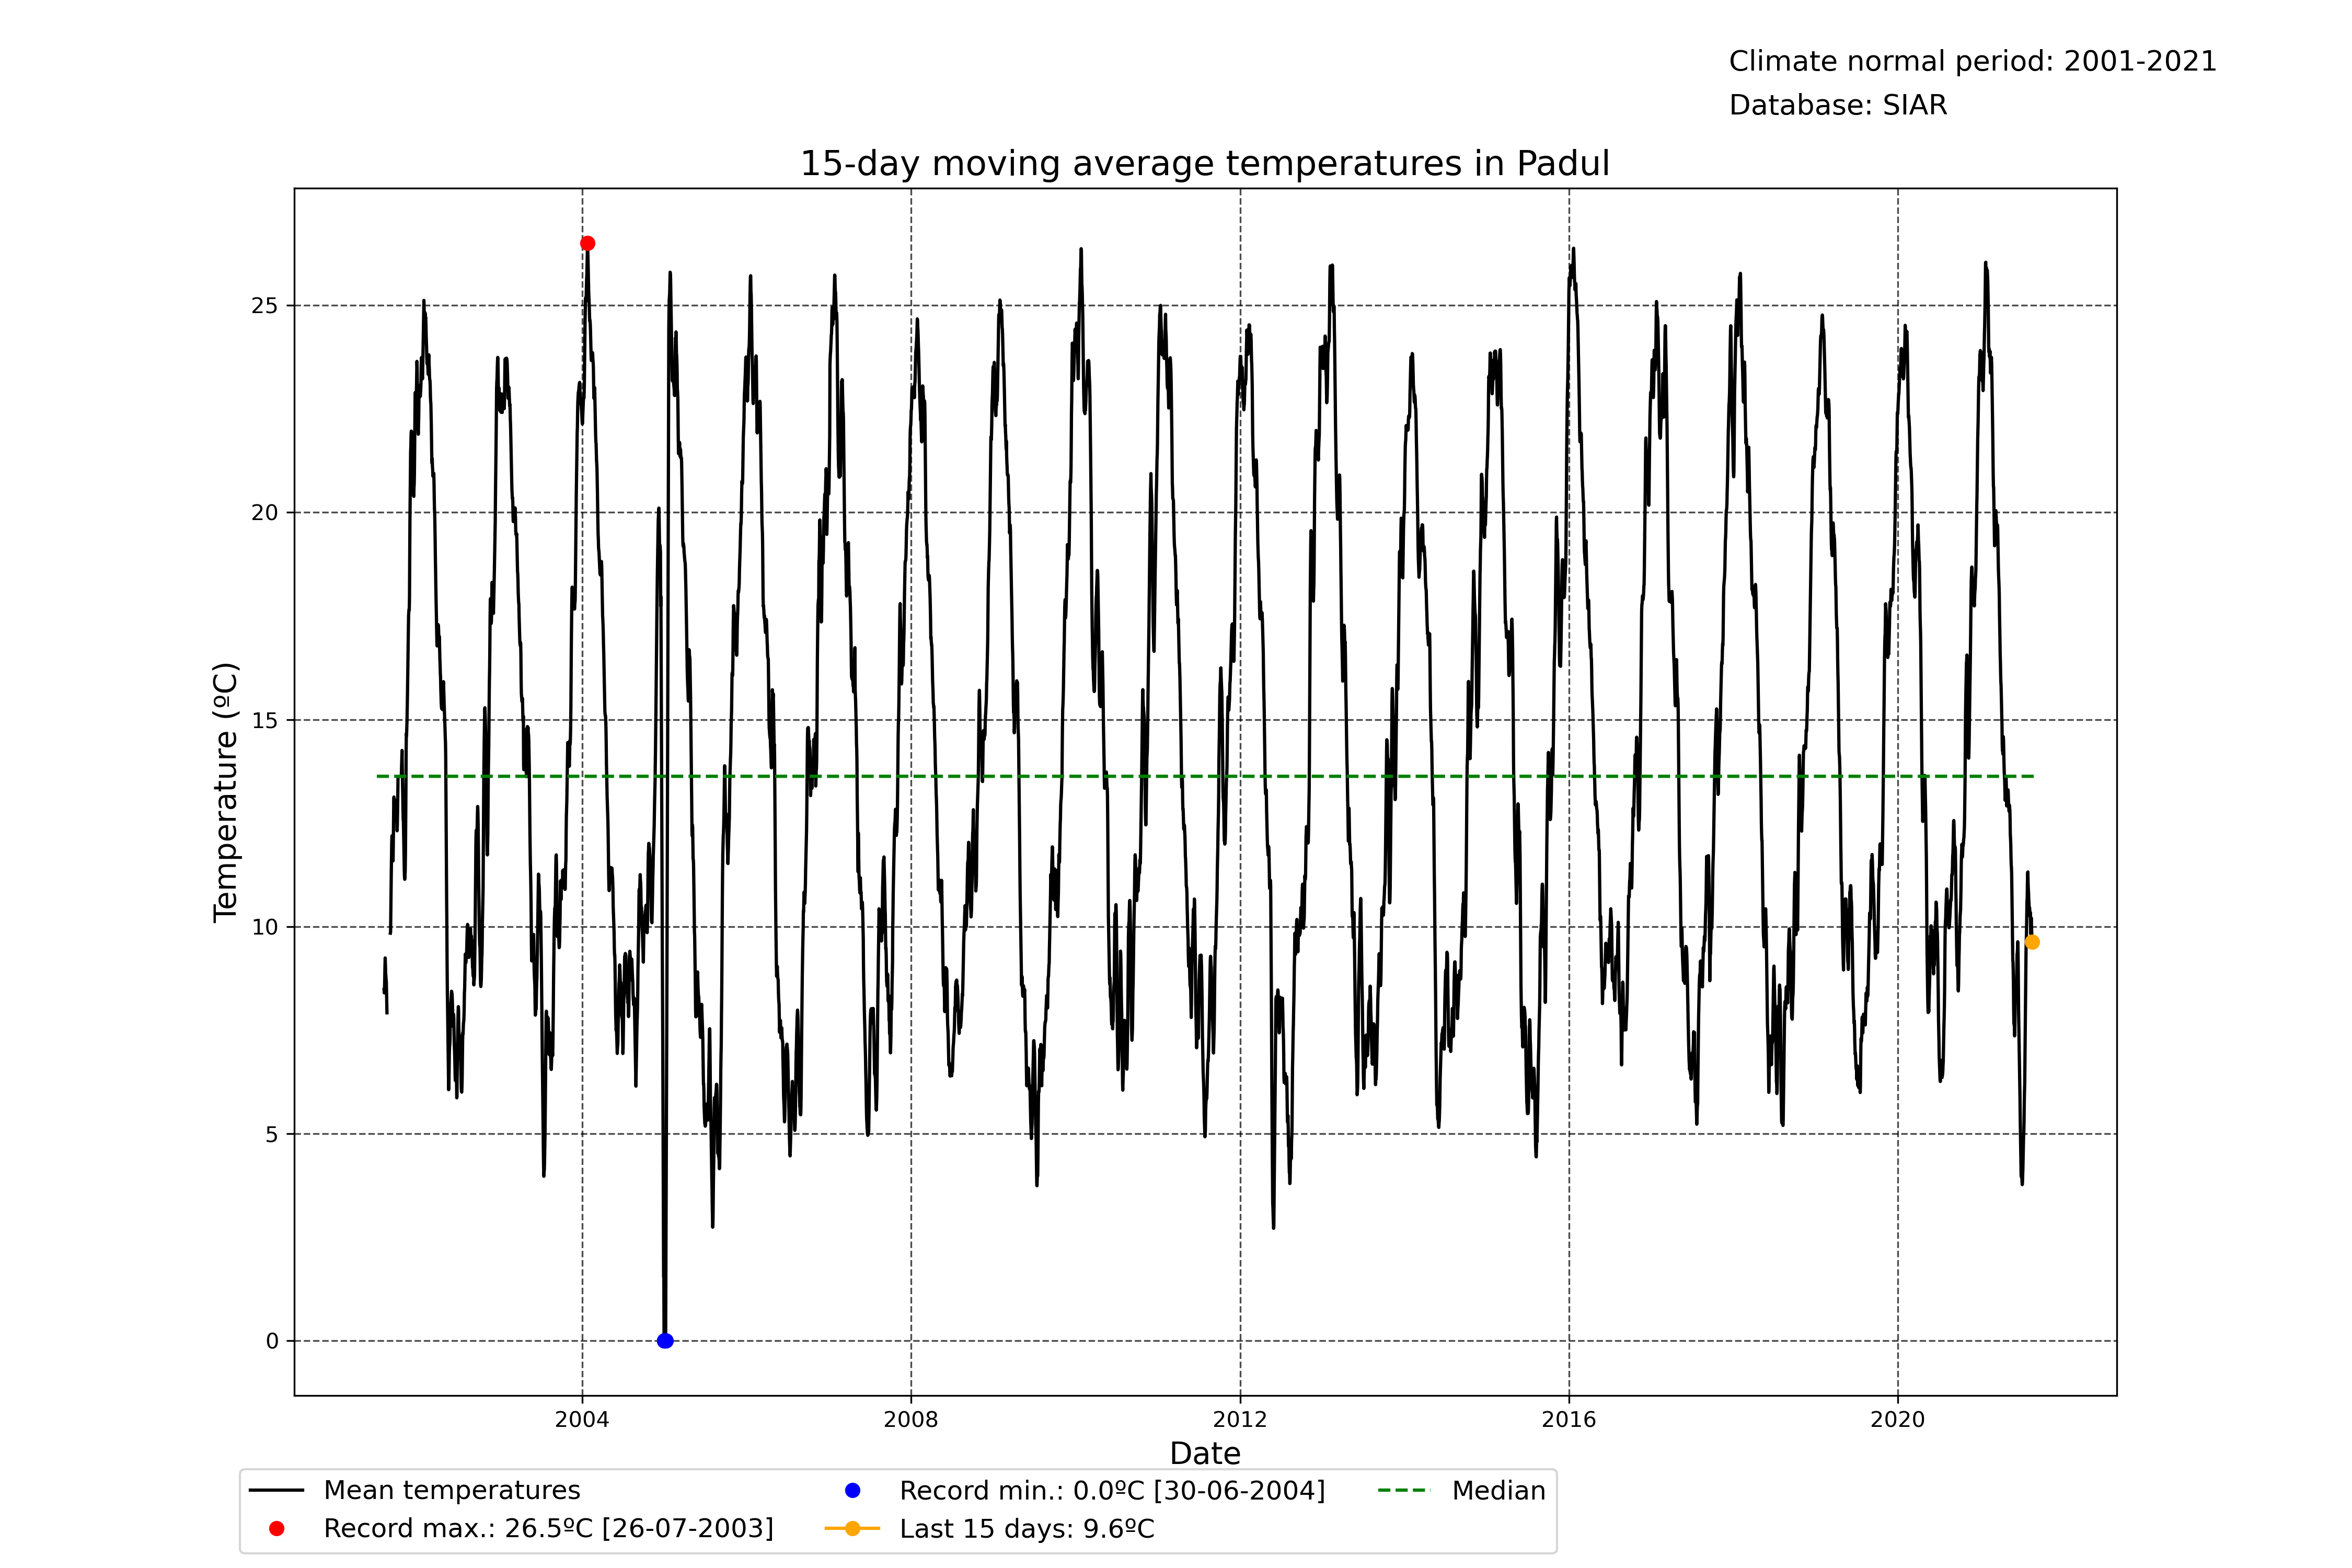 Climate normal period: 2001-2021
Database: SIAR
15-day moving average temperatures in Padul
Temperature (ºC)
25
20
15
10
5
0
2004
2008
2012
2016
2020
Date
Mean temperatures
Record max.: 26.5ºC [26-07-2003]
Record min.: 0.0ºC [30-06-2004]
Last 15 days: 9.6ºC
Median